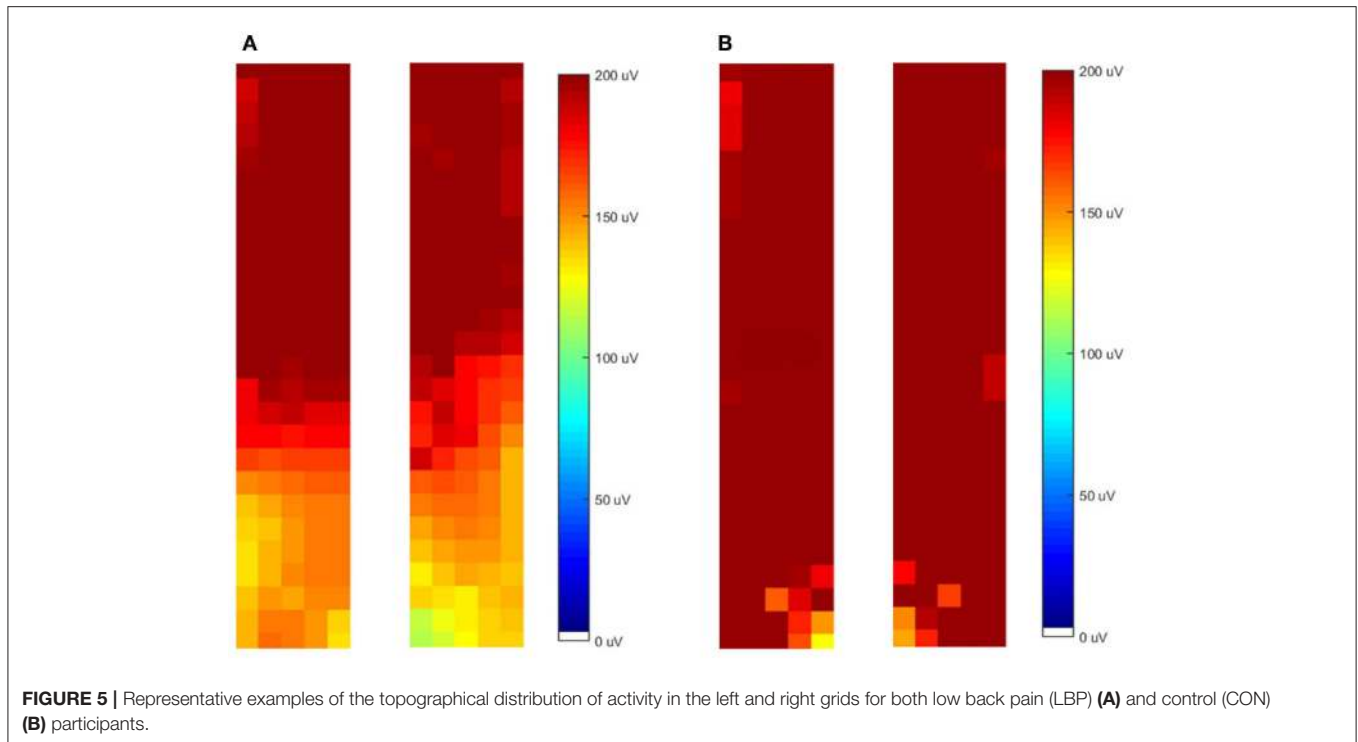 A
B
200 uV
150 uV
100 uV
50 uV
0 uV
200 uV
150 uV
100 uV
50 uV
0 uV
FIGURE 5 | Representative examples of the topographical distribution of activity in the left and right grids for both low back pain (LBP) (A) and control (CON)
(B) participants.